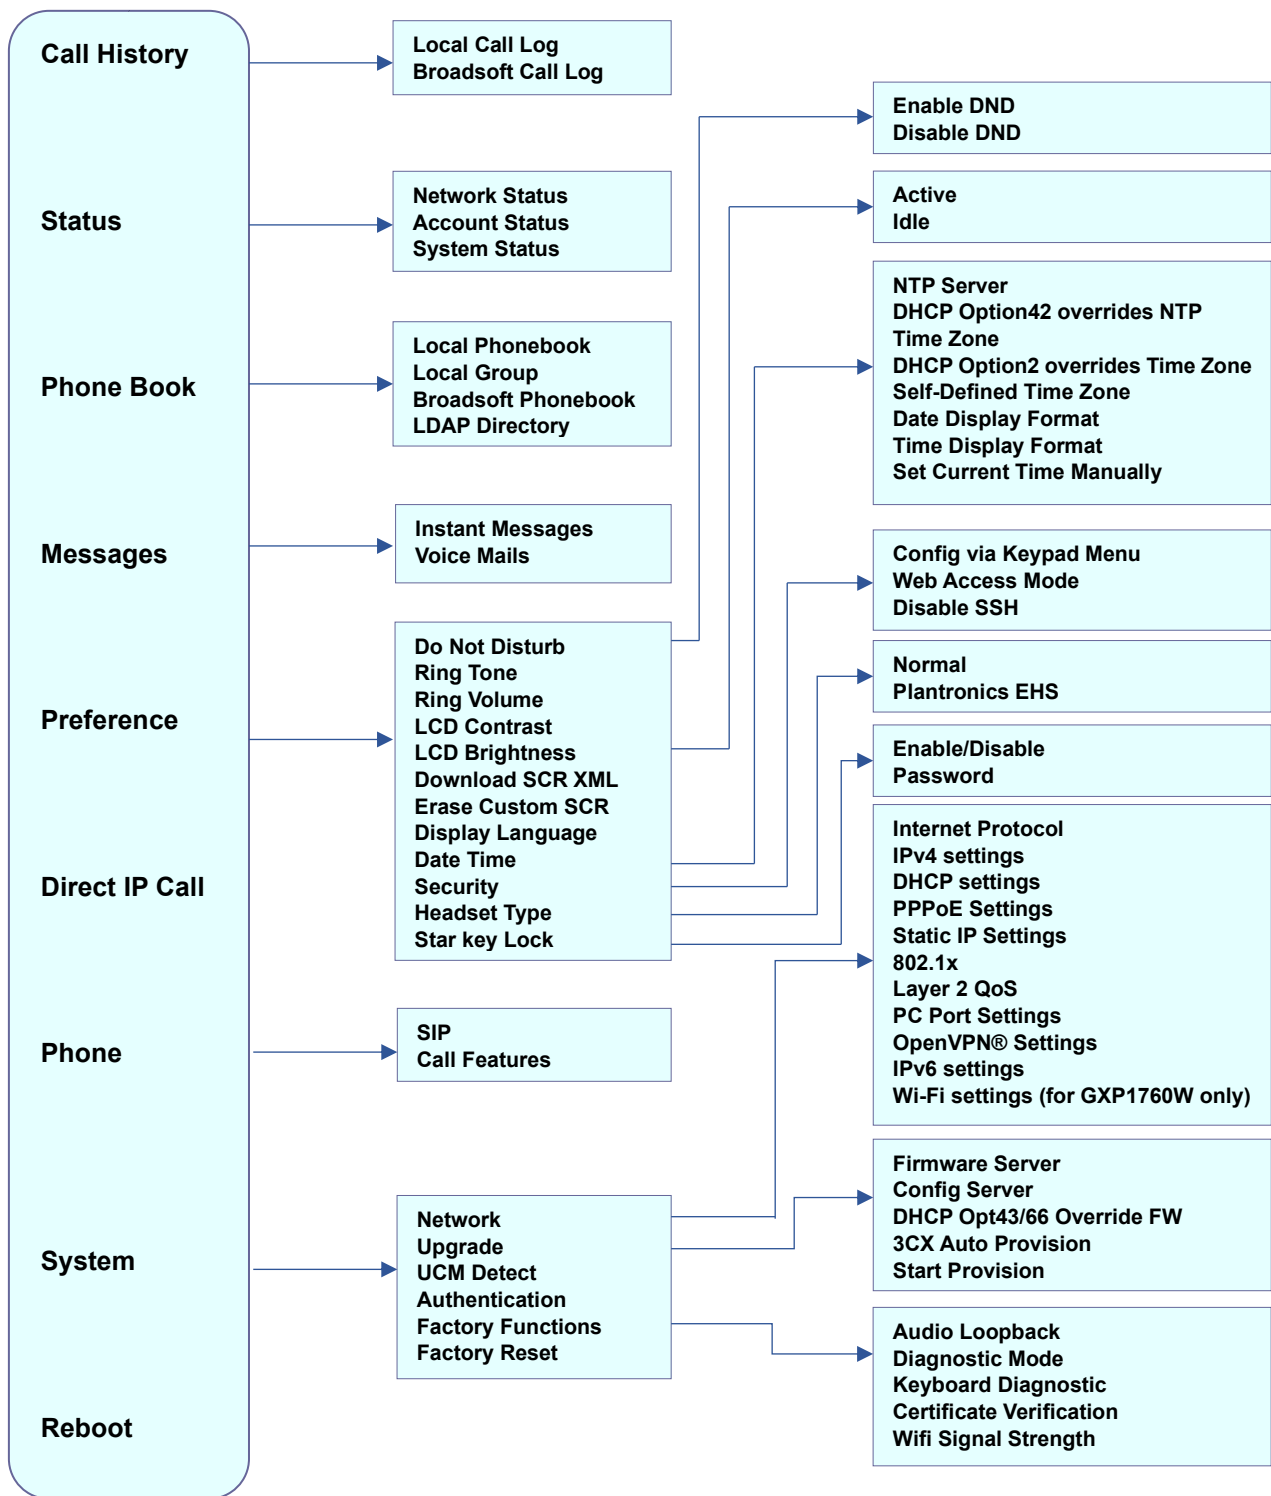 Call History
Status
Phone Book
Messages
Preference
Direct IP Call
Phone
System
Reboot
Local Call Log
Broadsoft Call Log
Network Status
Account Status
System Status
Local Phonebook
Local Group
Broadsoft Phonebook
LDAP Directory
Instant Messages
Voice Mails
Do Not Disturb
Ring Tone
Ring Volume
LCD Contrast
LCD Brightness
Download SCR XML
Erase Custom SCR
Display Language
Date Time
Security
Headset Type
Star key Lock
SIP
Call Features
Network
Upgrade
UCM Detect
Authentication
Factory Functions
Factory Reset
Enable DND
Disable DND
Active
Idle
NTP Server
DHCP Option42 overrides NTP
Time Zone
DHCP Option2 overrides Time Zone
Self-Defined Time Zone
Date Display Format
Time Display Format
Set Current Time Manually
Config via Keypad Menu
Web Access Mode
Disable SSH
Normal
Plantronics EHS
Enable/Disable
Password
Internet Protocol
IPv4 settings
DHCP settings
PPPoE Settings
Static IP Settings
802.1x
Layer 2 QoS
PC Port Settings
OpenVPN® Settings
IPv6 settings
Wi-Fi settings (for GXP1760W only)
Firmware Server
Config Server
DHCP Opt43/66 Override FW
3CX Auto Provision
Start Provision
Audio Loopback
Diagnostic Mode
Keyboard Diagnostic
Certificate Verification
Wifi Signal Strength